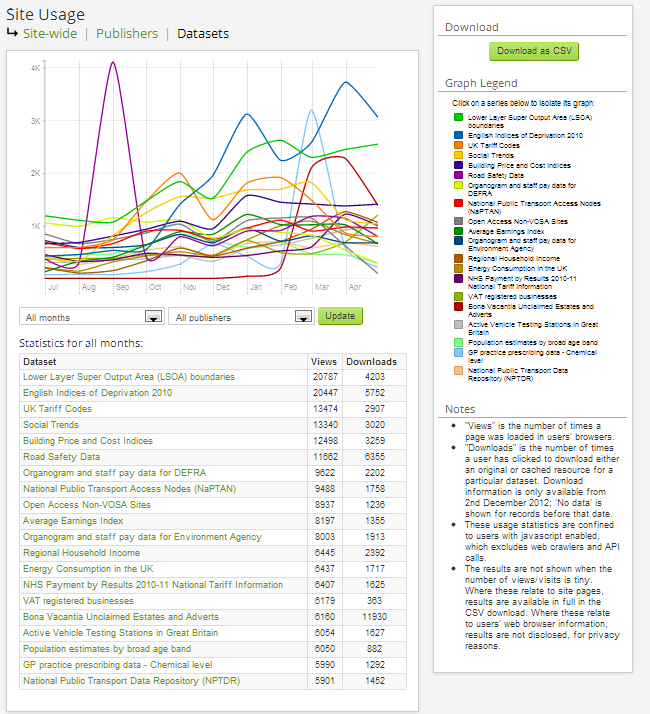 Site Usage
Site-wide | Publishers | Datasets
4K
3K
2K
1K
Jul Aug Sep Oct Nov Dec Jan Feb Mar Apr
All months All publishers Update
Statistics for all months:
Dataset Views Downloads
Lower Layer Super Output Area (LSOA) boundaries 20787 4203
English Indices of Deprivation 2010 20447 5752
UK Tariff Codes 13474 2907
Social Trends 13340 3020
Building Price and Cost Indices 12498 3259
Road Safety Data 11662 6355
Organogram and staff pay data for DEFRA 9622 2202
National Public Transport Access Nodes (NaPTAN) 9488 1758
Open Access Non-VOSA Sites 8937 1236
Average Earnings Index 8197 1355
Organogram and staff pay data for Environment Agency 8003 1913
Regional Household Income 6445 2392
Energy Consumption in the UK 6437 1717
NHS Payment by Results 2010-11 National Tariff Information 6407 1625
VAT registered businesses 6179 363
Bona Vacantia Unclaimed Estates and Adverts 6160 11930
Active Vehicle Testing Stations in Great Britain 6054 1627
Population estimates by broad age band 6050 882
GP practice prescribing data - Chemical level 5990 1292
National Public Transport Data Repository (NPTDR) 5901 1452
Download
Download as CSV
Graph Legend
Click on a series below to isolate its graph:
Lower Layer Super Output Area (LSOA)
boundaries
English Indices of Deprivation 2010
UK Tariff Codes
Social Trends
Building Price and Cost Indices
Road Safety Data
Organogram and staff pay data for
DEFRA
National Public Transport Access Nodes
(NaPTAN)
Open Access Non-VOSA Sites
Average Earnings Index
Organogram and staff pay data for
Environment Agency
Regional Household Income
Energy Consumption in the UK
NHS Payment by Results 2010-11
National Tariff Information
VAT registered businesses
Bona Vacantia Unclaimed Estates and
Adverts
Active Vehicle Testing Stations in Great
Britain
Population estimates by broad age band
GP practice prescribing data - Chemical
level
National Public Transport Data
Repository (NPTDR)
Notes
"Views" is the number of times a
page was loaded in users' browsers.
"Downloads" is the number of times
a user has clicked to download either
an original or cached resource for a
particular dataset. Download
information is only available from
2nd December 2012; 'No data' is
shown for records before that date.
These usage statistics are confined
to users with javascript enabled,
which excludes web crawlers and API
calls.
The results are not shown when the
number of views/visits is tiny.
Where these relate to site pages,
results are available in full in the
CSV download. Where these relate
to users' web browser information,
results are not disclosed, for privacy
reasons.